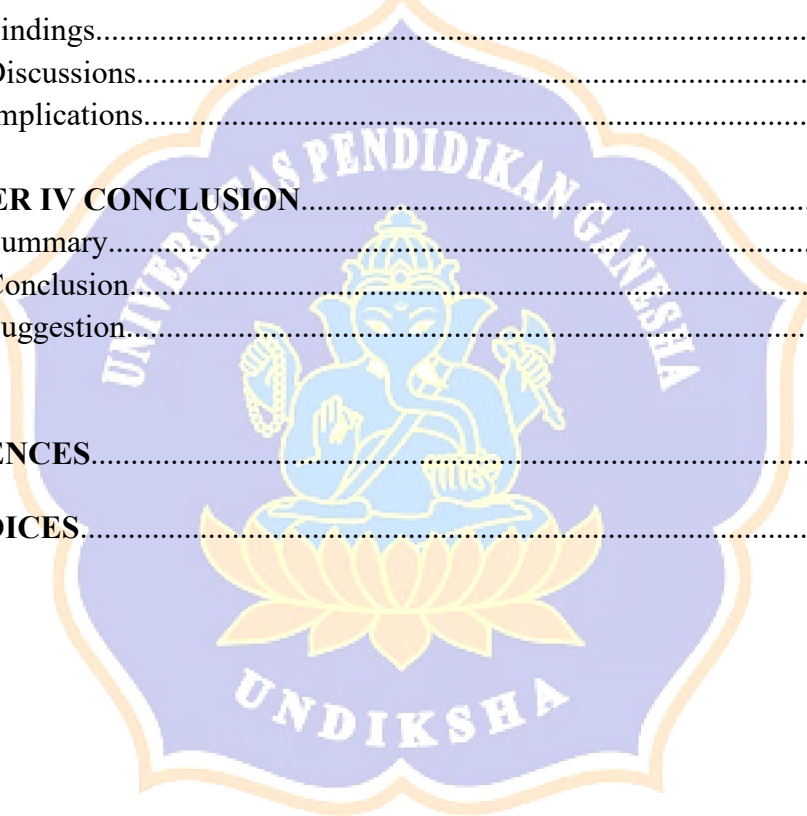 indings........................................................................................
Discussions........................................................................................
mplications........................................................................................
UNIVERSITAS PENDIDIKAN GANESHA
ER IV CONCLUSION................................................................
ummary........................................................................................
Conclusion........................................................................................
uggestion........................................................................................
ENCES........................................................................................
DICES........................................................................................
UNDIKSHA